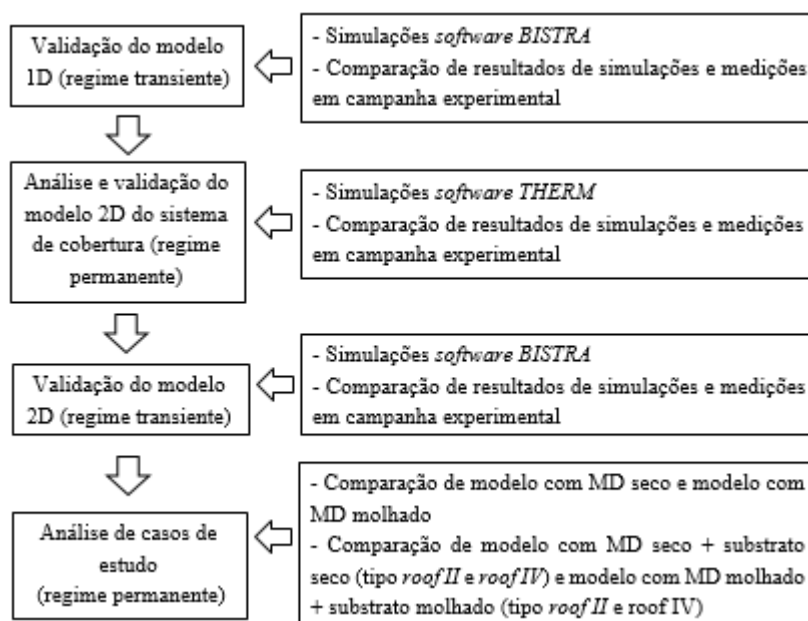 Validação do modelo
1D (regime transiente)
- Simulações software BISTRA
- Comparação de resultados de simulações e medições
em campanha experimental
Análise e validação do
modelo 2D do sistema
de cobertura (regime
permanente)
- Simulações software THERM
- Comparação de resultados de simulações e medições
em campanha experimental
Validação do modelo
2D (regime transiente)
- Simulações software BISTRA
- Comparação de resultados de simulações e medições
em campanha experimental
Análise de casos de
estudo
(regime permanente)
- Comparação de modelo com MD seco e modelo com
MD molhado
- Comparação de modelo com MD seco + substrato
seco (tipo roof II e roof IV) e modelo com MD molhado
+ substrato molhado (tipo roof II e roof IV)